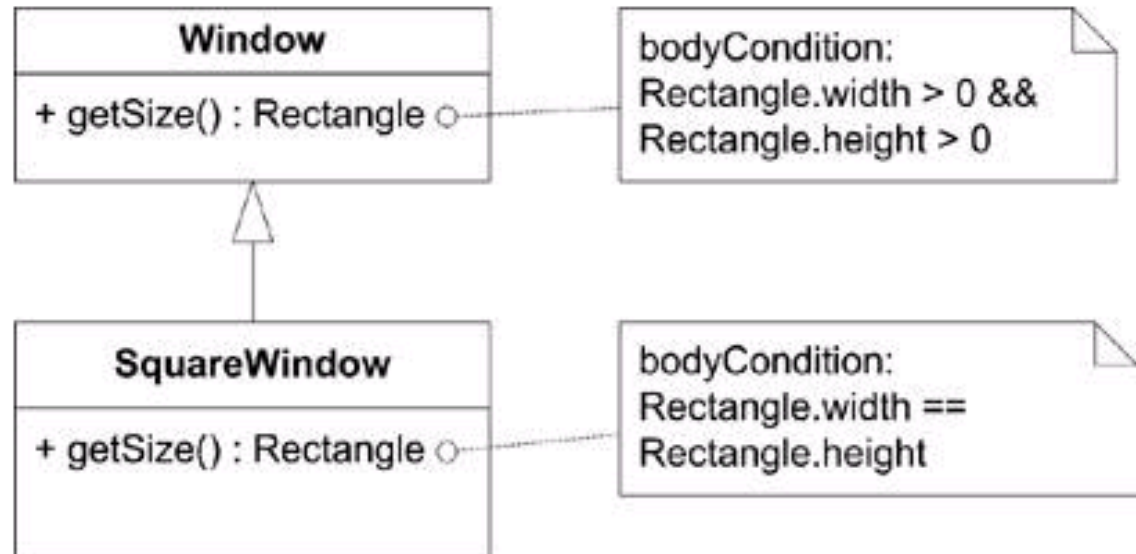 Window
+ getSize() : Rectangle
bodyCondition:
Rectangle.width > 0 &&
Rectangle.height > 0
SquareWindow
+ getSize() : Rectangle
bodyCondition:
Rectangle.width ==
Rectangle.height